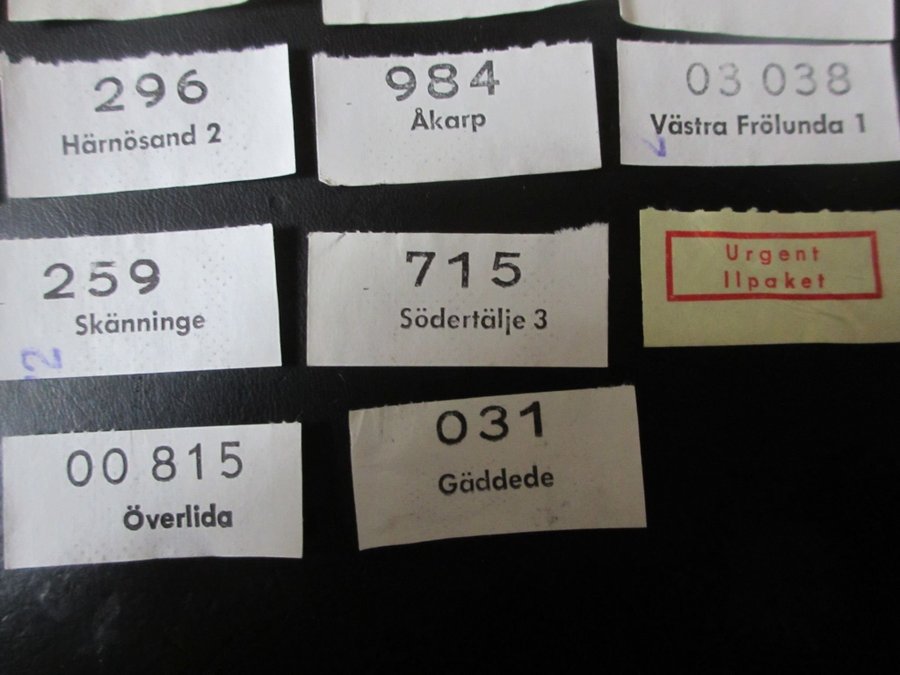 296
Härnösand 2
984
Åkarp
03 038
Västra Frölunda 1
259
Skänninge
715
Södertälje 3
Urgent
Ilpaket
00 815
Överlida
031
Gäddede